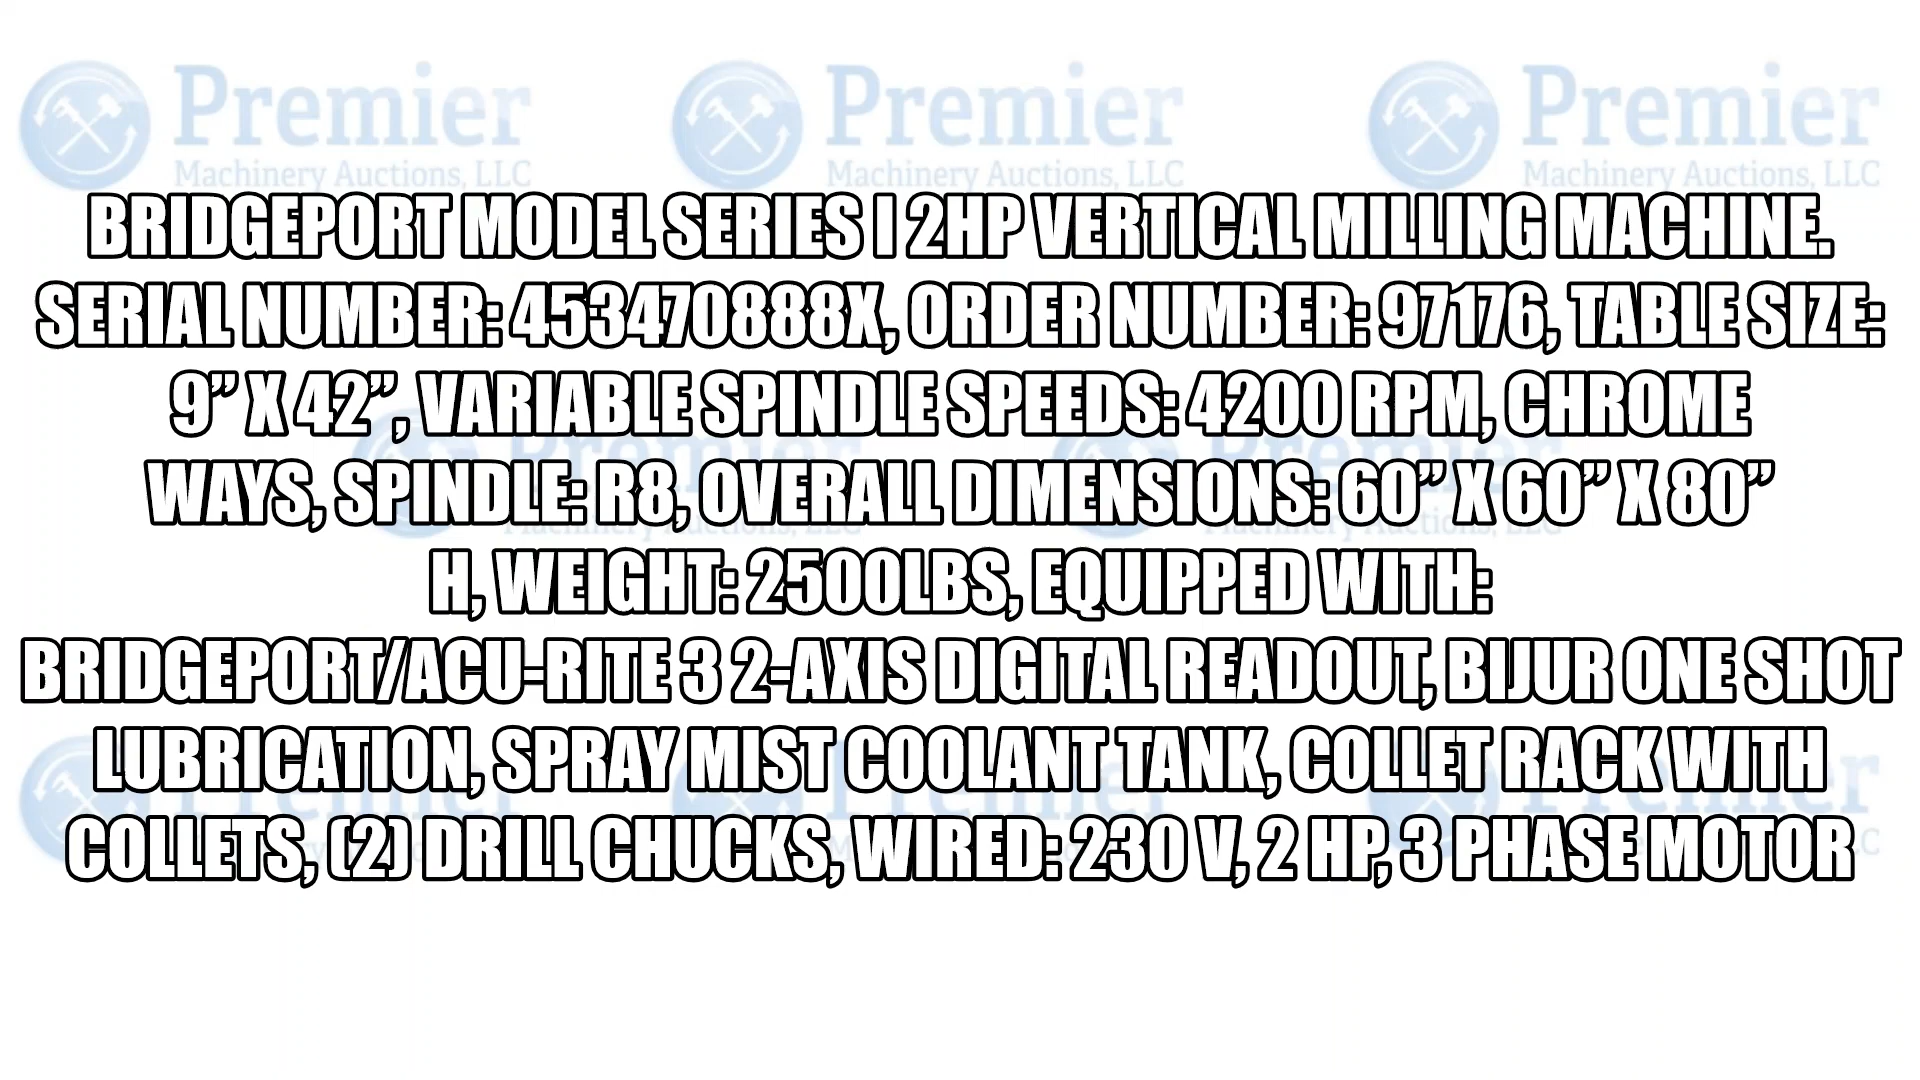 Premier Premier Premier
Machinery Auctions, LLC Machinery Auctions, LLC Machinery Auctions, LLC
BRIDGEPORT MODEL SERIES I 2HP VERTICAL MILLING MACHINE.
SERIAL NUMBER: 453470888X, ORDER NUMBER: 97176, TABLE SIZE:
9” X 42”, VARIABLE SPINDLE SPEEDS: 4200 RPM, CHROME
WAYS, SPINDLE: R8, OVERALL DIMENSIONS: 60” X 60” X 80”
H, WEIGHT: 2500LBS, EQUIPPED WITH:
BRIDGEPORT/ACU-RITE 3 2-AXIS DIGITAL READOUT, BIJUR ONE SHOT
LUBRICATION, SPRAY MIST COOLANT TANK, COLLET RACK WITH
COLLETS, (2) DRILL CHUCKS, WIRED: 230 V, 2 HP, 3 PHASE MOTOR